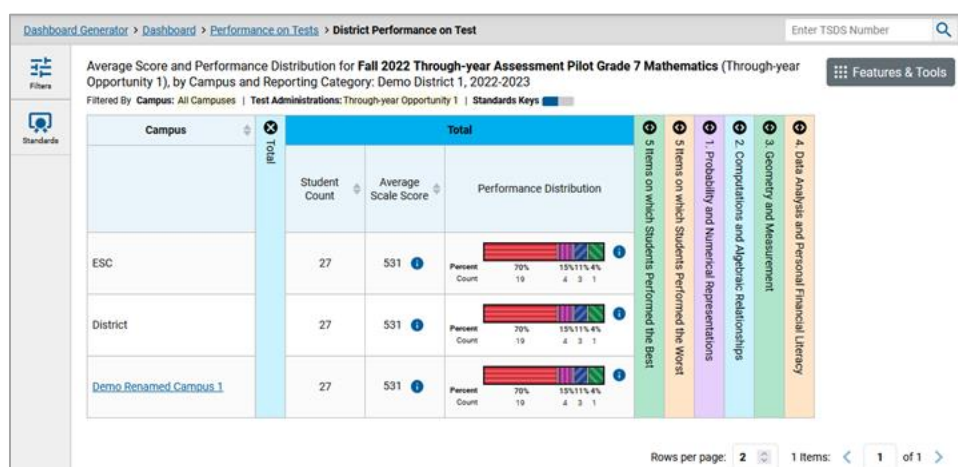 Dashboard Generator > Dashboard > Performance on Tests > District Performance on Test
Enter TSDS Number
Filters
Standards
Average Score and Performance Distribution for Fall 2022 Through-year Assessment Pilot Grade 7 Mathematics (Through-year
Opportunity 1), by Campus and Reporting Category: Demo District 1, 2022-2023
Filtered By Campus: All Campuses | Test Administrations: Through-year Opportunity 1 | Standards Keys
Features & Tools
Campus
Total
Total
Student
Count
Average
Scale Score
Performance Distribution
5 Items on which Students Performed the Best
5 Items on which Students Performed the Worst
1. Probability and Numerical Representations
2. Computations and Algebraic Relationships
3. Geometry and Measurement
4. Data Analysis and Personal Financial Literacy
ESC 27 531
Percent 70% 15% 11% 4%
Count 19 4 3 1
District 27 531
Percent 70% 15% 11% 4%
Count 19 4 3 1
Demo Renamed Campus 1 27 531
Percent 70% 15% 11% 4%
Count 19 4 3 1
Rows per page: 2 1 Items: < 1 of 1 >